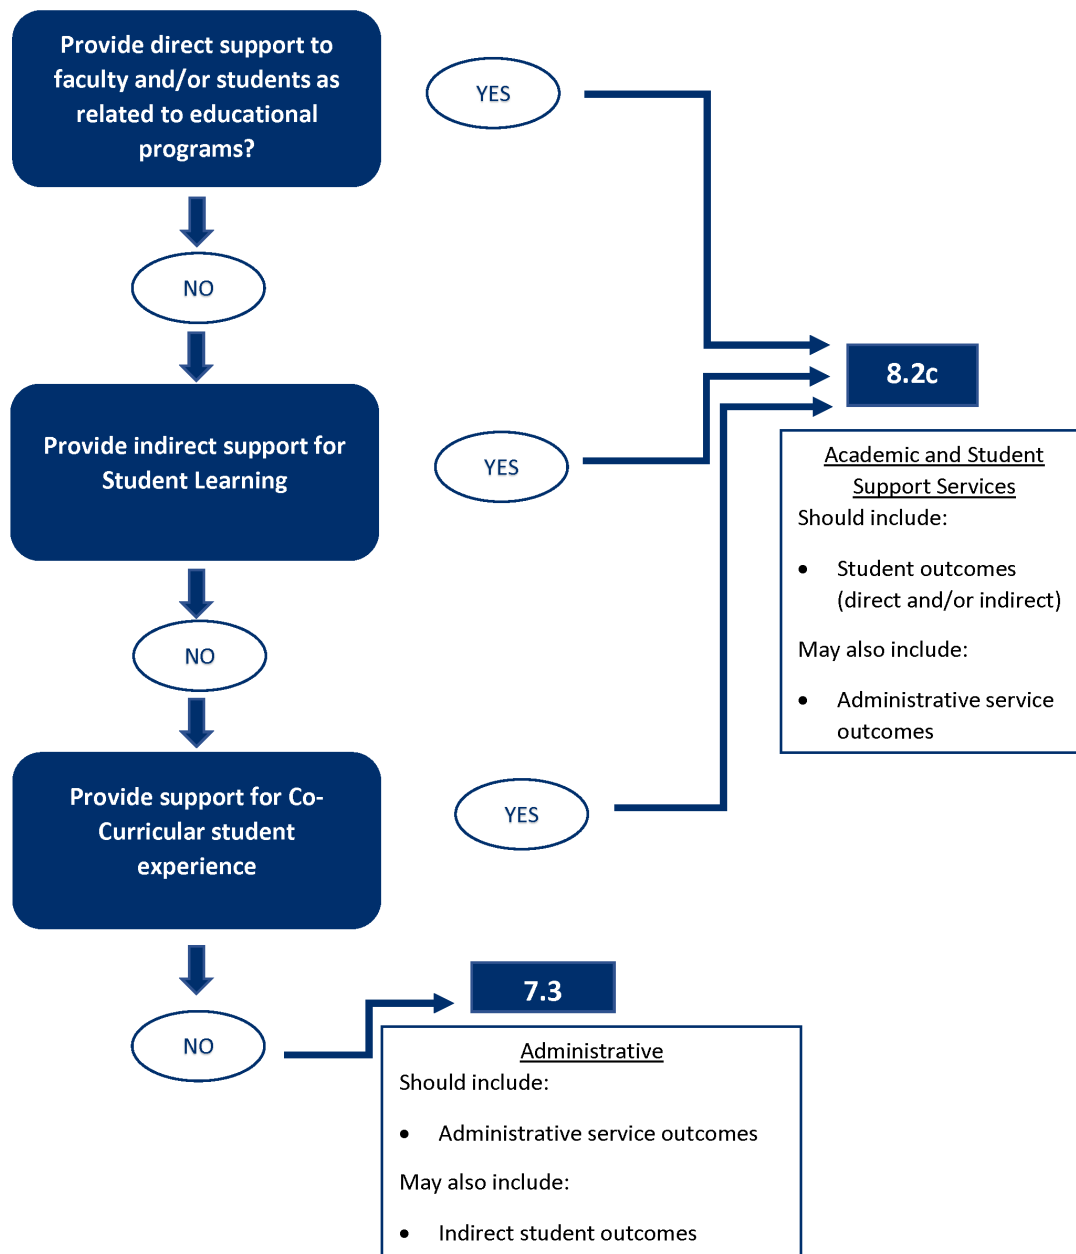 Provide direct support to
faculty and/or students as
related to educational
programs?
YES
NO
8.2c
Provide indirect support for
Student Learning
YES
Academic and Student
Support Services
Should include:
• Student outcomes
(direct and/or indirect)
May also include:
• Administrative service
outcomes
NO
Provide support for Co-
Curricular student
experience
YES
7.3
NO
Administrative
Should include:
• Administrative service outcomes
May also include:
• Indirect student outcomes